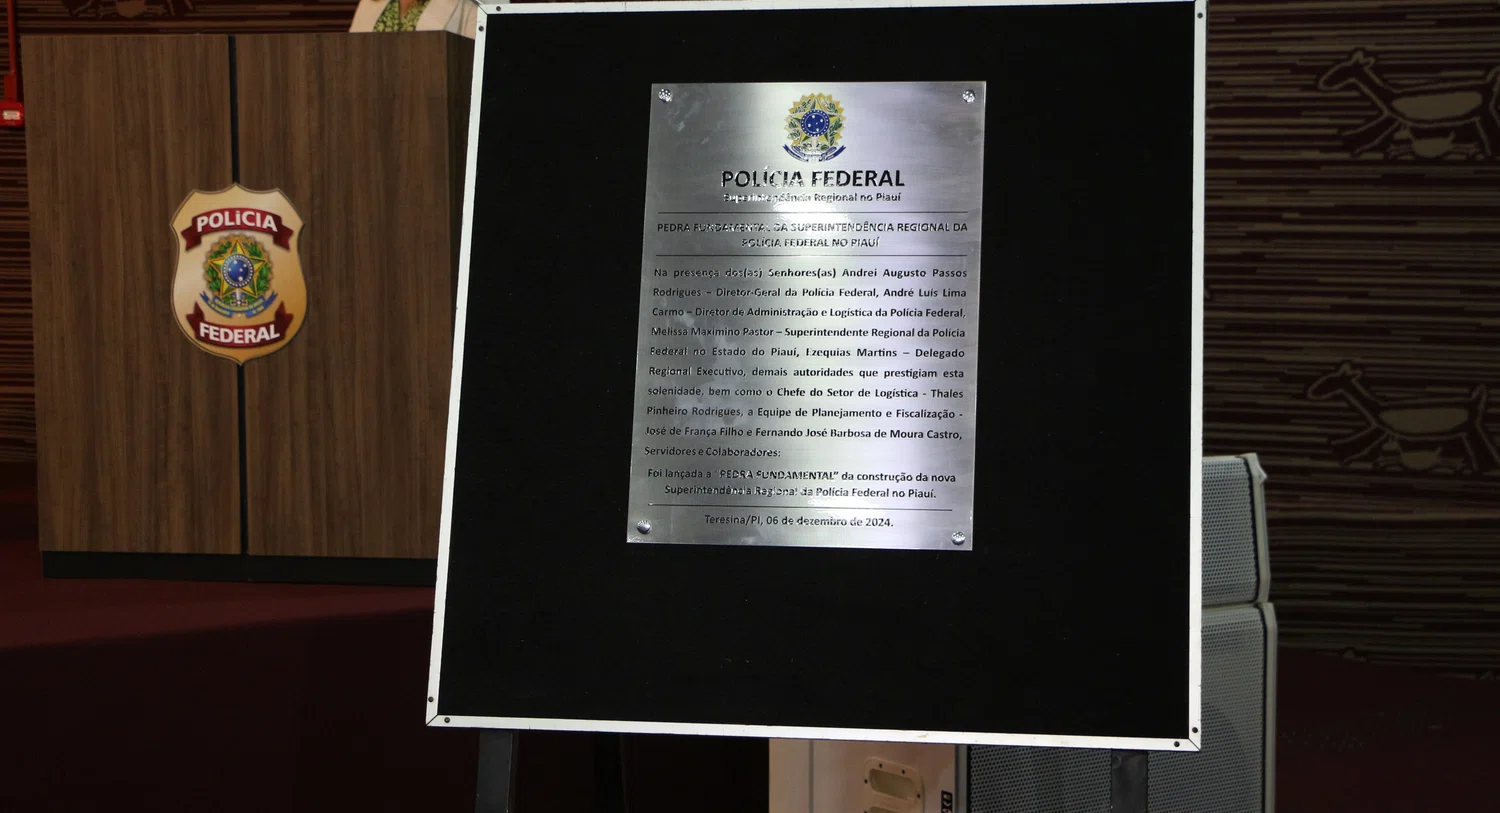 POLÍCIA
FEDERAL
POLÍCIA FEDERAL
Superintendência Regional no Piauí
PEDRA FUNDAMENTAL DA SUPERINTENDÊNCIA REGIONAL DA
POLÍCIA FEDERAL NO PIAUÍ
Na presença dos(as) Senhores(as) Andrei Augusto Passos
Rodrigues – Diretor-Geral da Polícia Federal, André Luis Lima
Carmo – Diretor de Administração e Logística da Polícia Federal,
Melissa Maximino Pastor – Superintendente Regional da Polícia
Federal no Estado do Piauí, Ezequias Martins – Delegado
Regional Executivo, demais autoridades que prestigiam esta
solenidade, bem como o Chefe do Setor de Logística - Thales
Pinheiro Rodrigues, a Equipe de Planejamento e Fiscalização -
José de França Filho e Fernando José Barbosa de Moura Castro,
Servidores e Colaboradores:
Foi lançada a "PEDRA FUNDAMENTAL" da construção da nova
Superintendência Regional da Polícia Federal no Piauí.
Teresina/PI, 06 de dezembro de 2024.